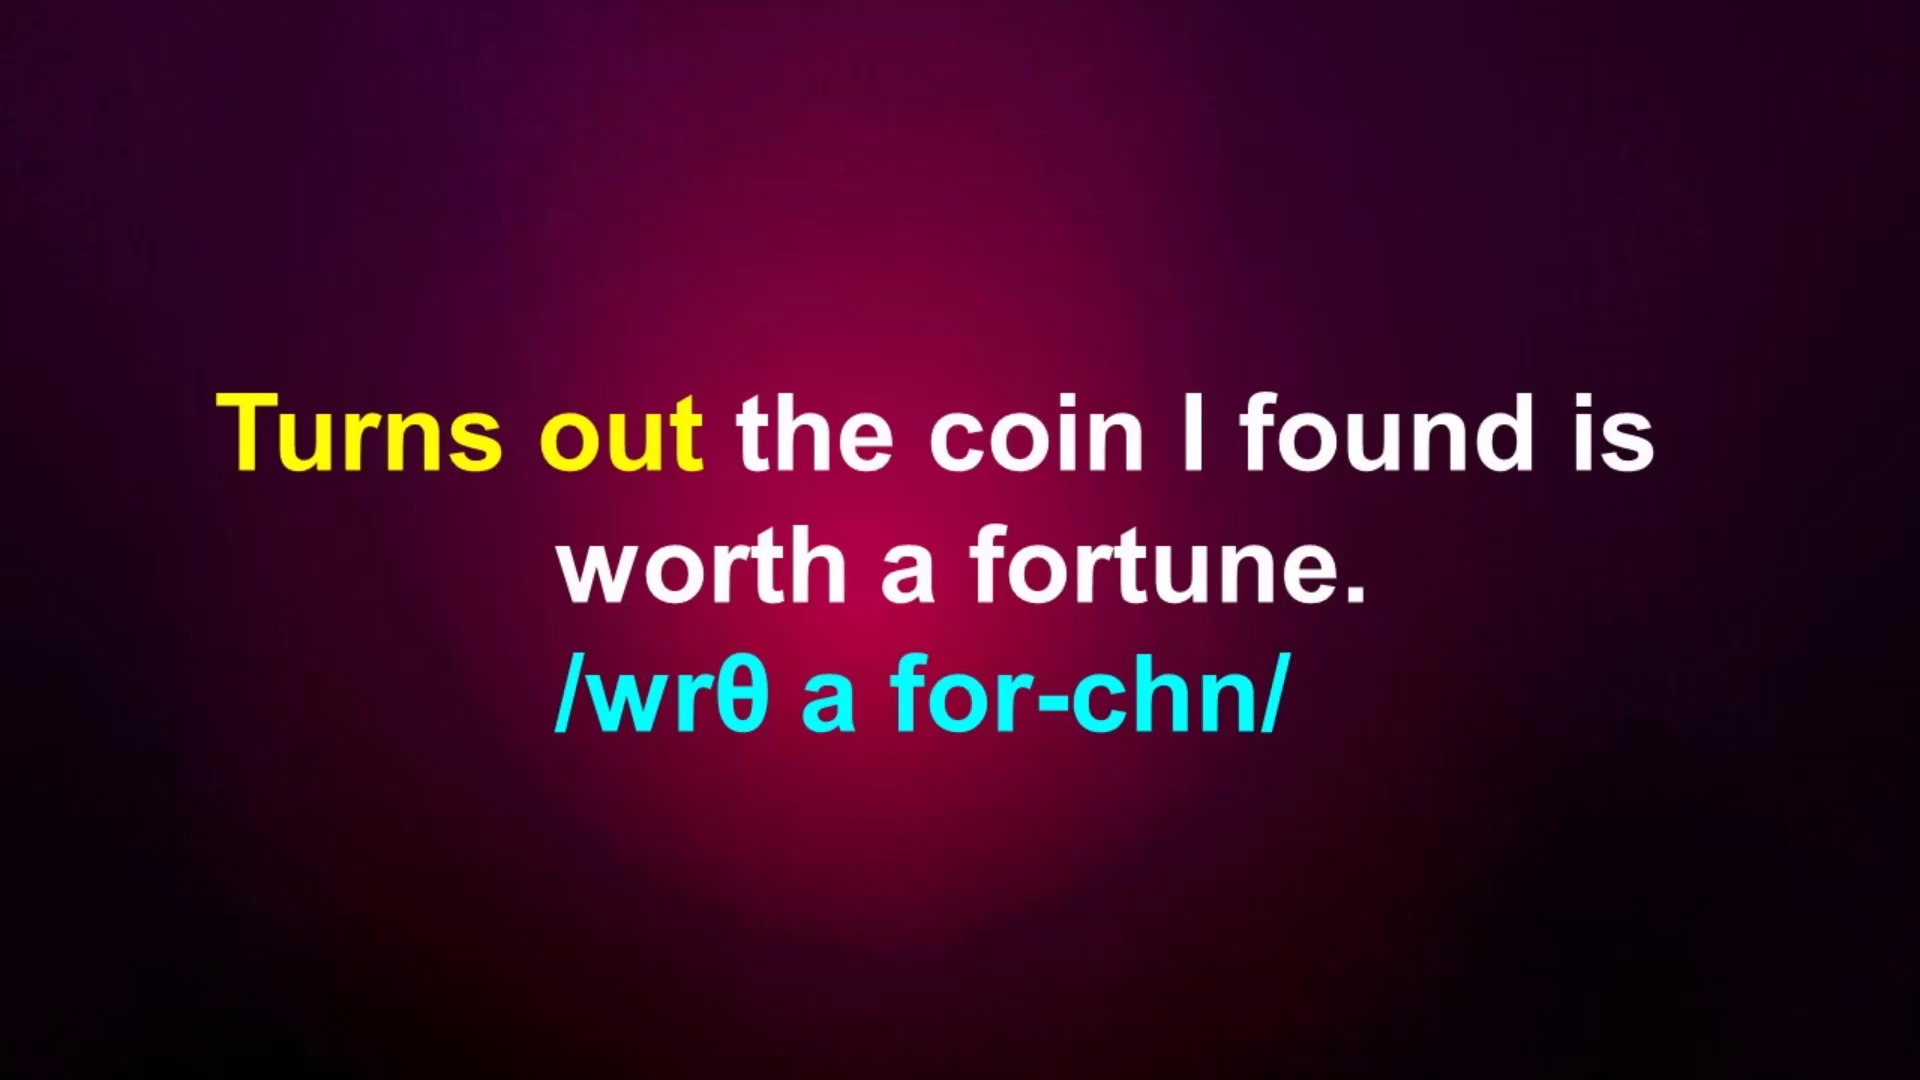 Turns out the coin I found is
worth a fortune.
/wrθ a for-chn/